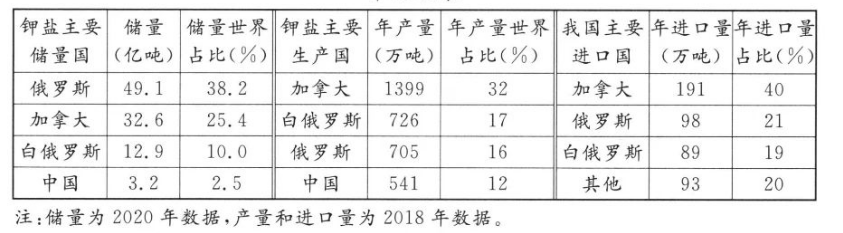 钾盐主要储量国 储量(亿吨) 储量世界占比(%) 钾盐主要生产国 年产量(万吨) 年产量世界占比(%) 我国主要进口国 年进口量(万吨) 年进口量占比(%)
俄罗斯 49.1 38.2 加拿大 1399 32 加拿大 191 40
加拿大 32.6 25.4 白俄罗斯 726 17 俄罗斯 98 21
白俄罗斯 12.9 10.0 俄罗斯 705 16 白俄罗斯 89 19
中国 3.2 2.5 中国 541 12 其他 93 20
注:储量为 2020 年数据,产量和进口量为 2018 年数据。